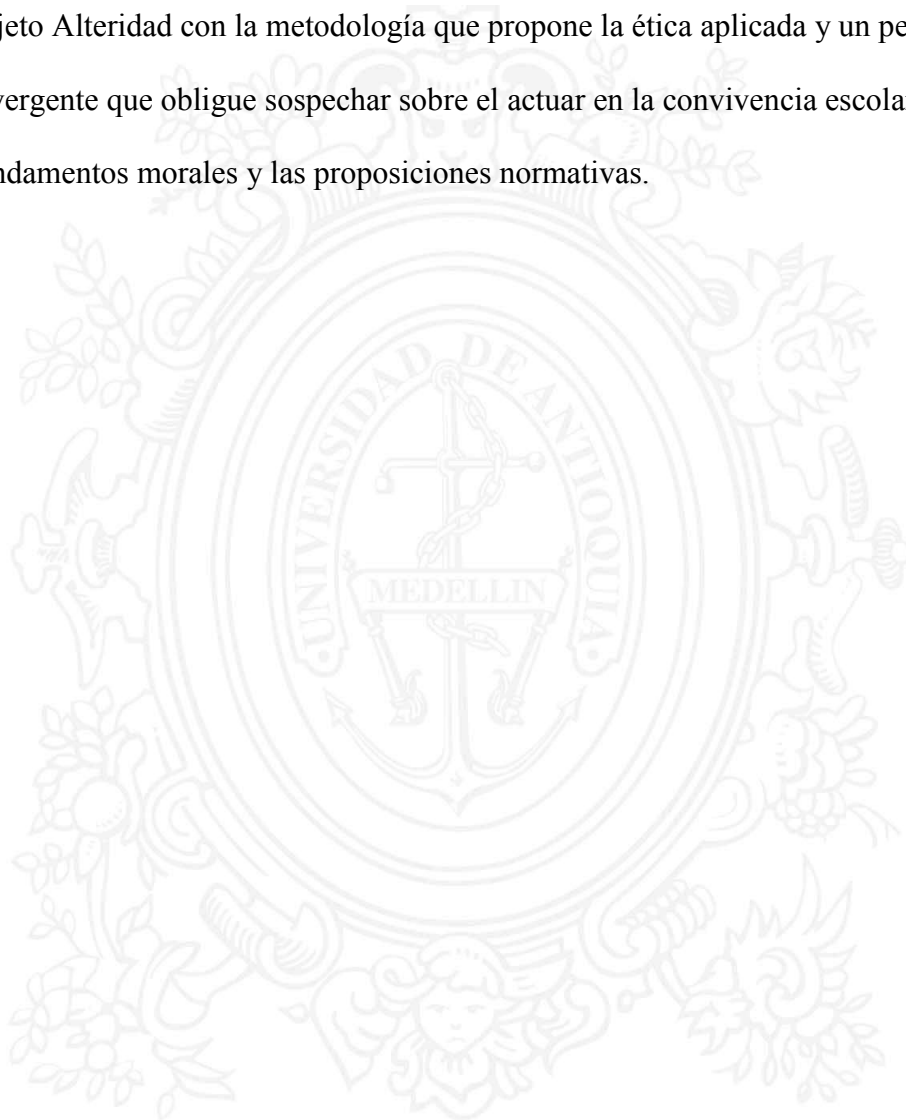 jeto Alteridad con la metodología que propone la ética aplicada y un pe
vergente que obligue sospechar sobre el actuar en la convivencia escola
ndamentos morales y las proposiciones normativas.
UNIVERSIDAD DE ANTIOQUIA
MEDELLIN